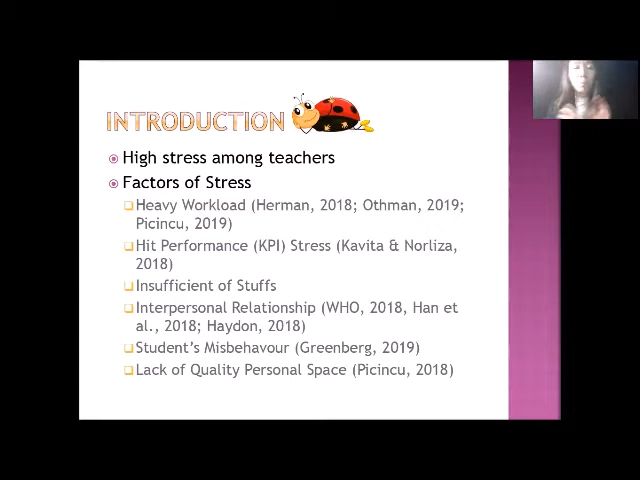 INTRODUCTION
High stress among teachers
Factors of Stress
Heavy Workload (Herman, 2018; Othman, 2019;
Picincu, 2019)
Hit Performance (KPI) Stress (Kavita & Norliza,
2018)
Insufficient of Stuffs
Interpersonal Relationship (WHO, 2018, Han et
al., 2018; Haydon, 2018)
Student's Misbehavour (Greenberg, 2019)
Lack of Quality Personal Space (Picincu, 2018)